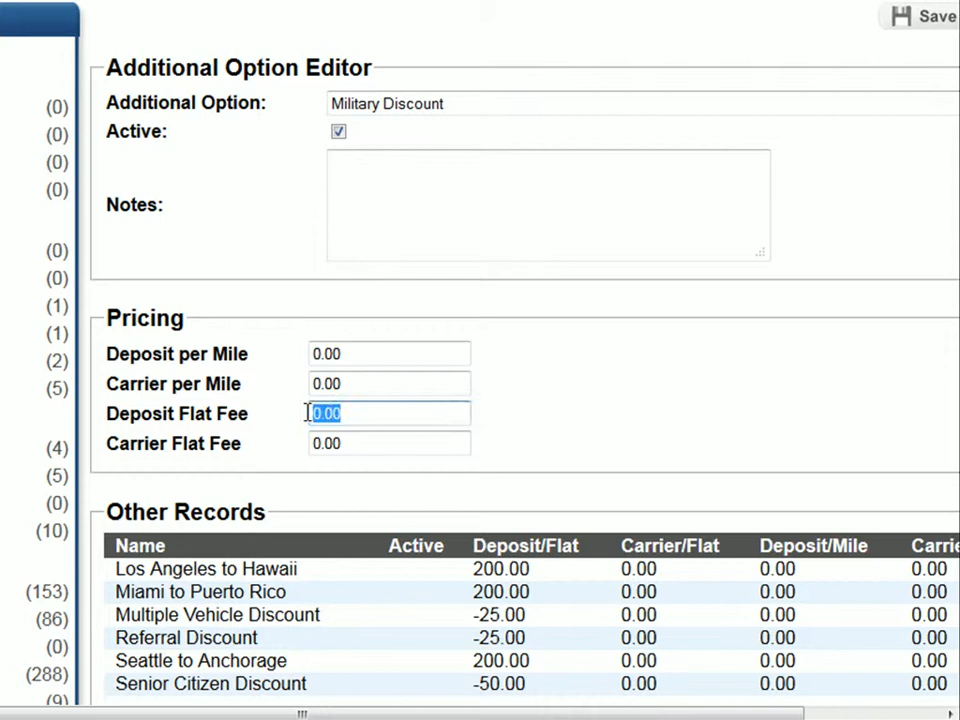 Save
Additional Option Editor
Additional Option: Military Discount
Active:
Notes:
Pricing
Deposit per Mile 0.00
Carrier per Mile 0.00
Deposit Flat Fee 0.00
Carrier Flat Fee 0.00
Other Records
Name Active Deposit/Flat Carrier/Flat Deposit/Mile Carrie
Los Angeles to Hawaii 200.00 0.00 0.00 0.00
Miami to Puerto Rico 200.00 0.00 0.00 0.00
Multiple Vehicle Discount -25.00 0.00 0.00 0.00
Referral Discount -25.00 0.00 0.00 0.00
Seattle to Anchorage 200.00 0.00 0.00 0.00
Senior Citizen Discount -50.00 0.00 0.00 0.00
(0)
(0)
(0)
(0)
(0)
(0)
(1)
(1)
(2)
(5)
(4)
(5)
(0)
(10)
(153)
(86)
(0)
(288)
(9)